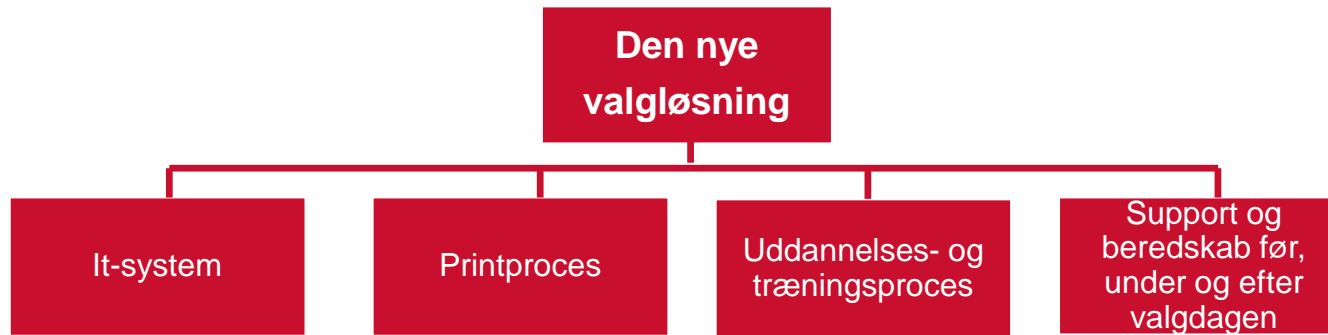 Den nye
valgløsning
It-system
Printproces
Uddannelses- og
træningsproces
Support og
beredskab før,
under og efter
valgdagen